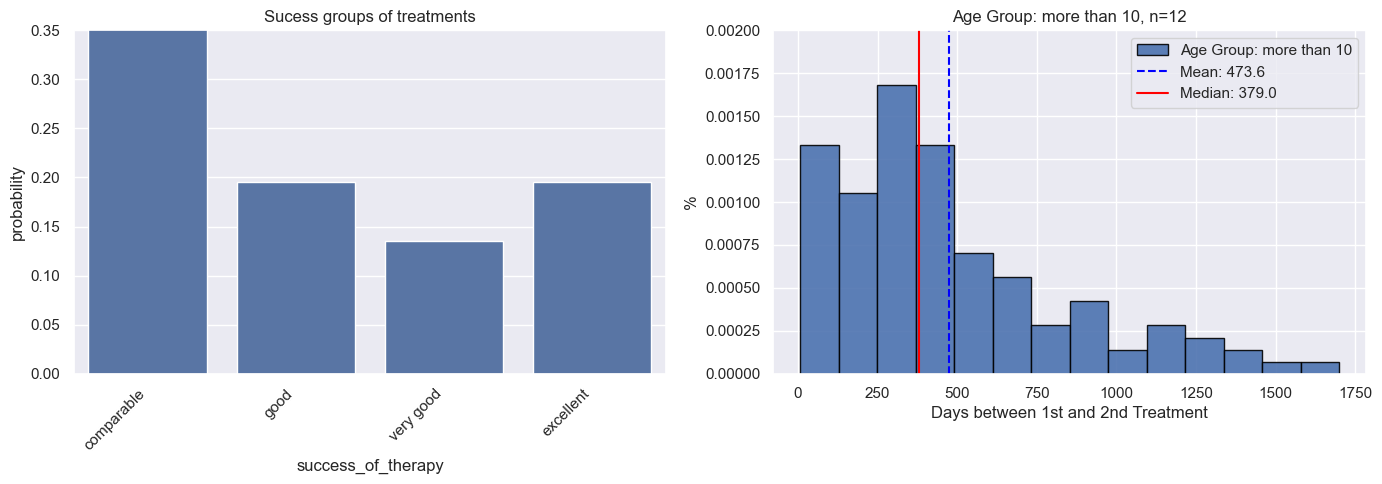 Sucess groups of treatments
0.35
0.30
0.25
0.20
0.15
0.10
0.05
0.00
probability
comparable
good
very good
excellent
success_of_therapy
Age Group: more than 10, n=12
0.00200
0.00175
0.00150
0.00125
0.00100
0.00075
0.00050
0.00025
0.00000
%
Age Group: more than 10
Mean: 473.6
Median: 379.0
0
250
500
750
1000
1250
1500
1750
Days between 1st and 2nd Treatment